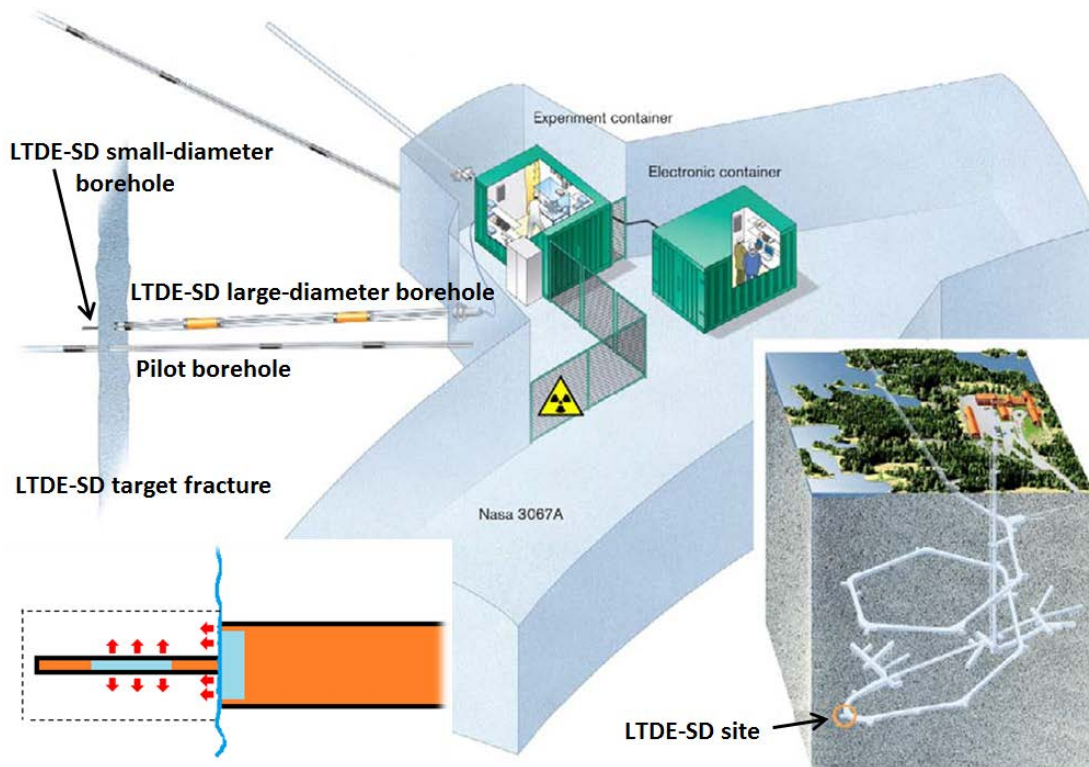 Experiment container
LTDE-SD small-diameter
borehole
Electronic container
LTDE-SD large-diameter borehole
Pilot borehole
LTDE-SD target fracture
Nasa 3067A
LTDE-SD site